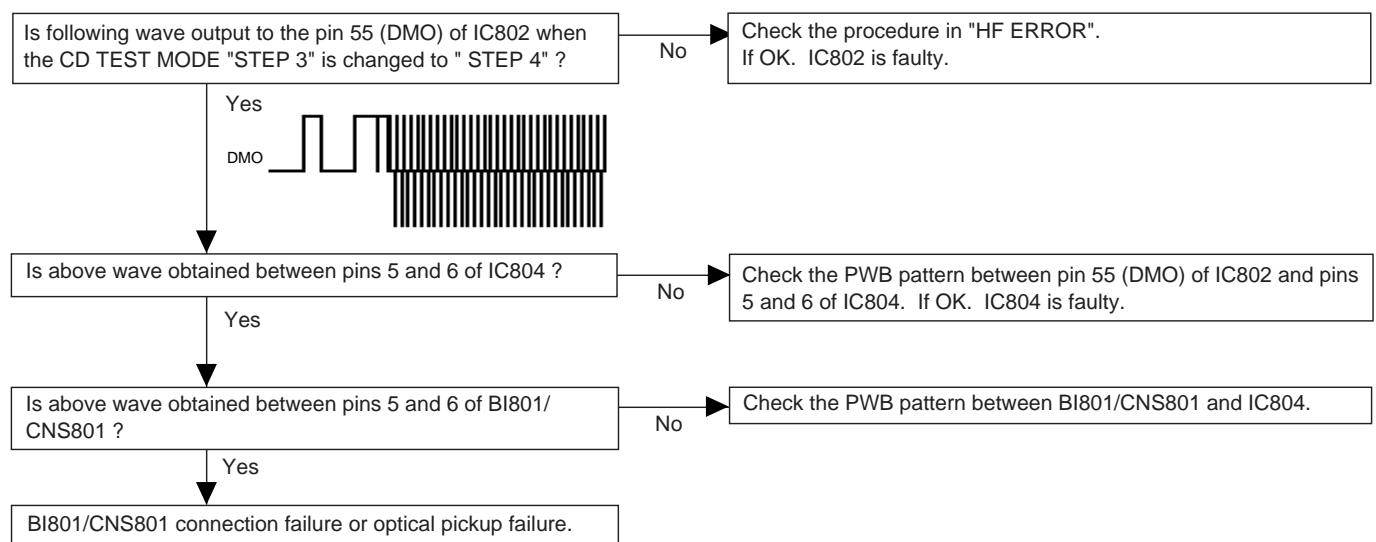 Is following wave output to the pin 55 (DMO) of IC802 when
the CD TEST MODE "STEP 3" is changed to " STEP 4" ?
No
Check the procedure in "HF ERROR".
If OK. IC802 is faulty.
Yes
DMO
Is above wave obtained between pins 5 and 6 of IC804 ?
No
Check the PWB pattern between pin 55 (DMO) of IC802 and pins
5 and 6 of IC804. If OK. IC804 is faulty.
Yes
Is above wave obtained between pins 5 and 6 of BI801/
CNS801 ?
No
Check the PWB pattern between BI801/CNS801 and IC804.
Yes
BI801/CNS801 connection failure or optical pickup failure.